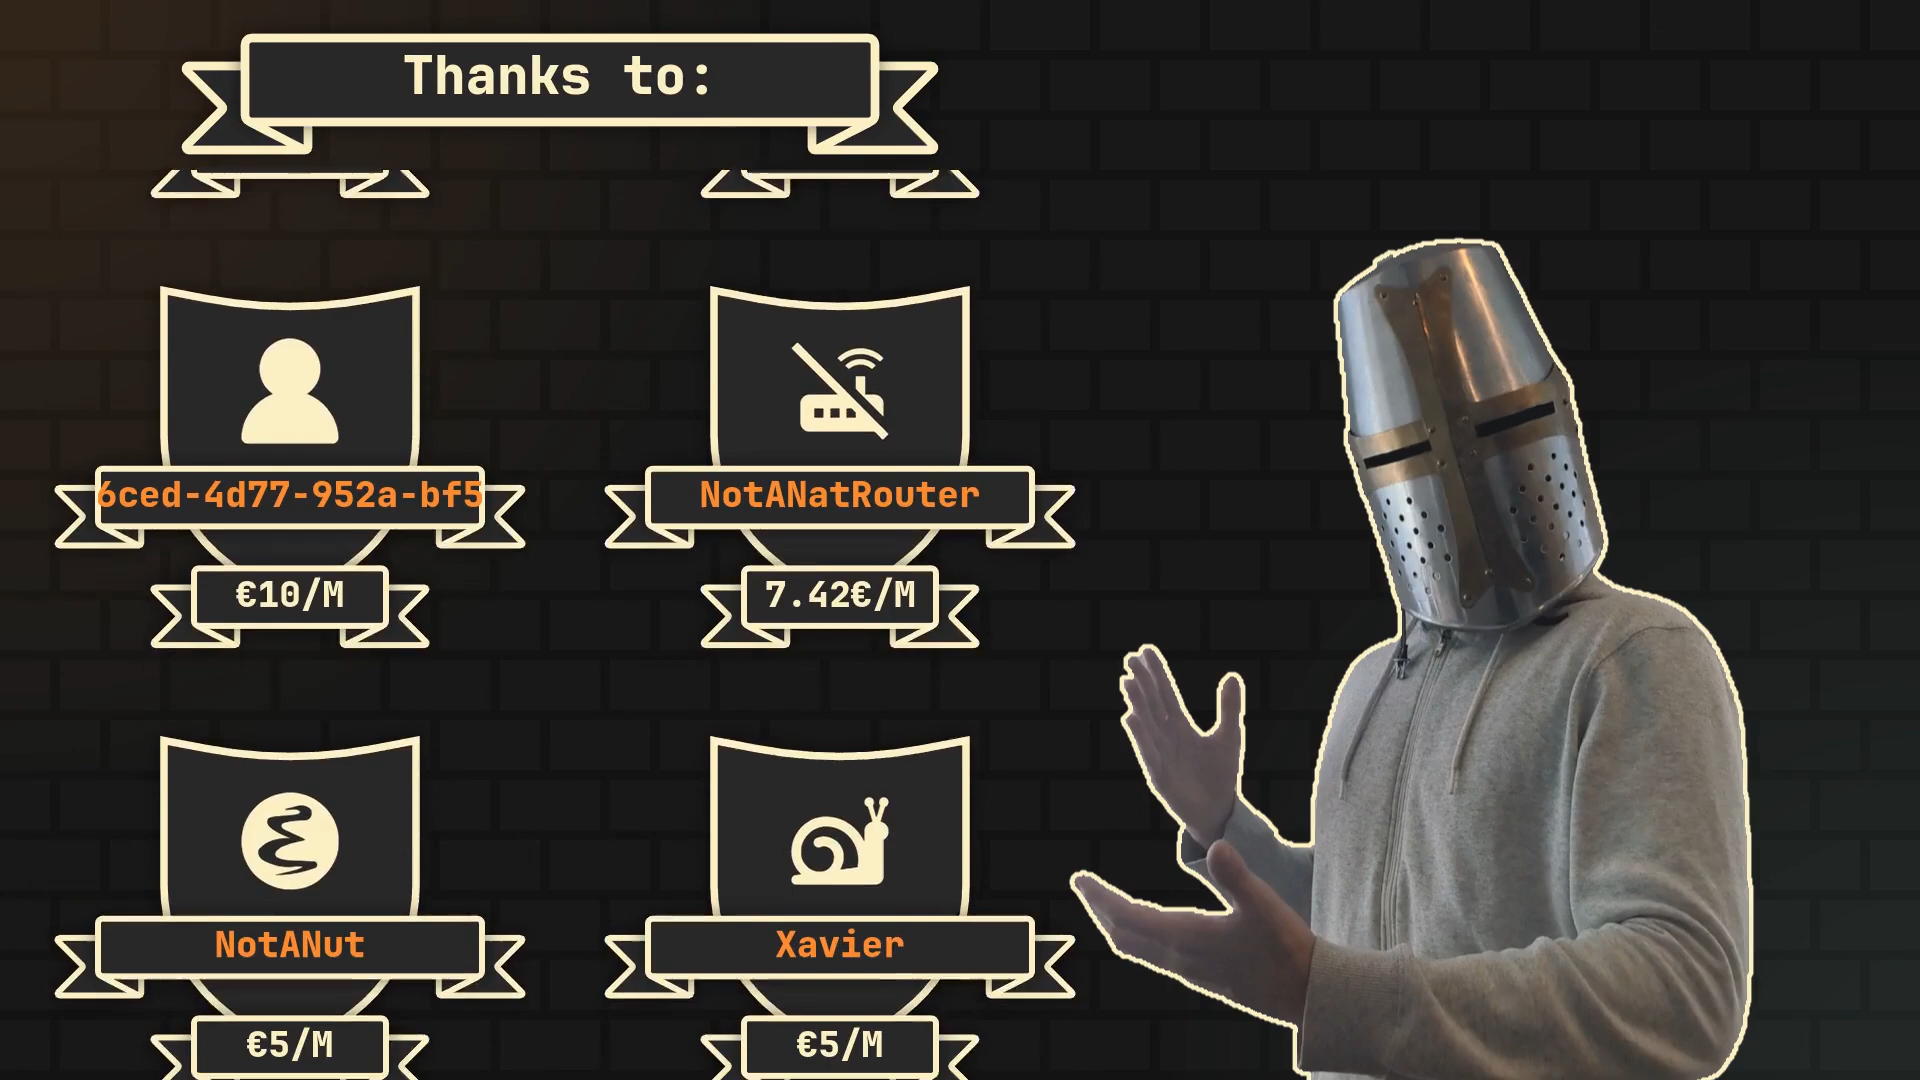 Thanks to:
6ced-4d77-952a-bf5
NotANatRouter
€10/M
7.42€/M
NotANut
Xavier
€5/M
€5/M